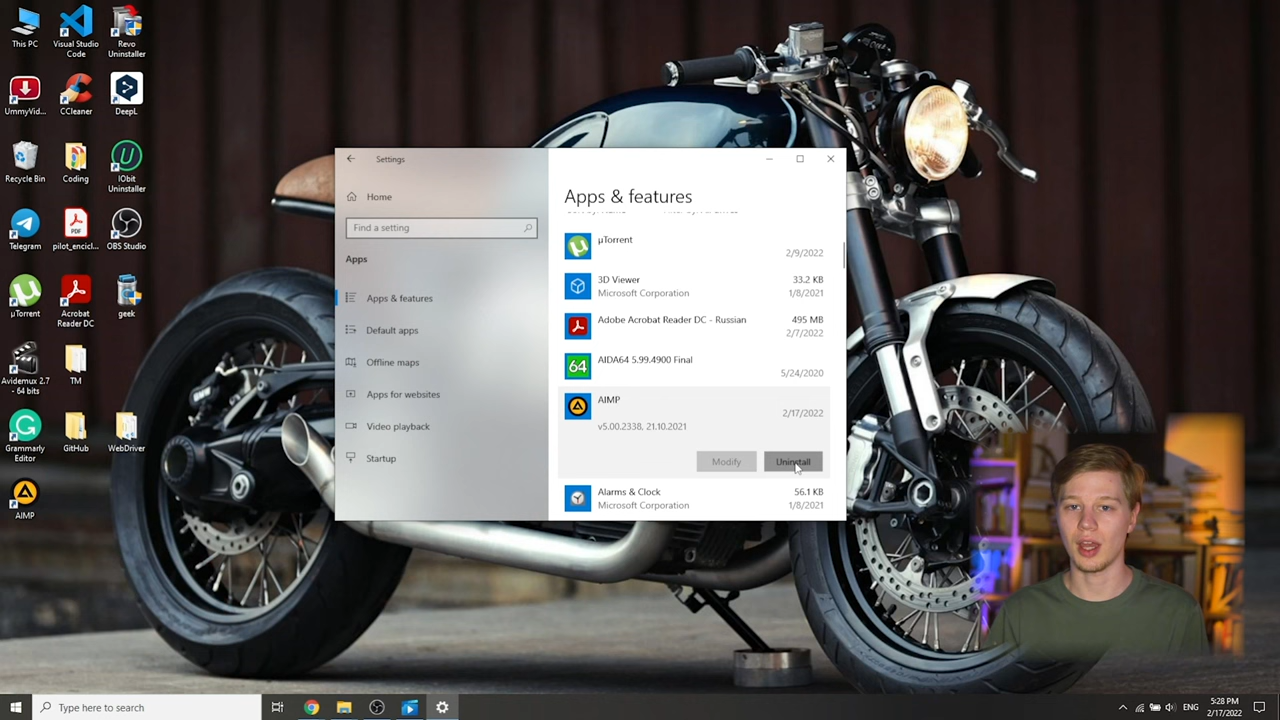 This PC
Visual Studio
Code
Revo
Uninstaller
UmmyVid...
CCleaner
DeepL
Recycle Bin
Coding
IObit
Uninstaller
Telegram
pilot_encicl...
OBS Studio
µTorrent
Acrobat
Reader DC
geek
Avidemux 2.7
- 64 bits
TM
Grammarly
Editor
GitHub
WebDriver
AIMP
Settings
Home
Find a setting
Apps
Apps & features
Default apps
Offline maps
Apps for websites
Video playback
Startup
Apps & features
µTorrent
2/9/2022
3D Viewer
33.2 KB
Microsoft Corporation
1/8/2021
Adobe Acrobat Reader DC - Russian
495 MB
2/7/2022
64
AIDA64 5.99.4900 Final
5/24/2020
AIMP
2/17/2022
v5.00.2338, 21.10.2021
Modify
Uninstall
Alarms & Clock
56.1 KB
Microsoft Corporation
1/8/2021
Type here to search
ENG
5:28 PM
2/17/2022